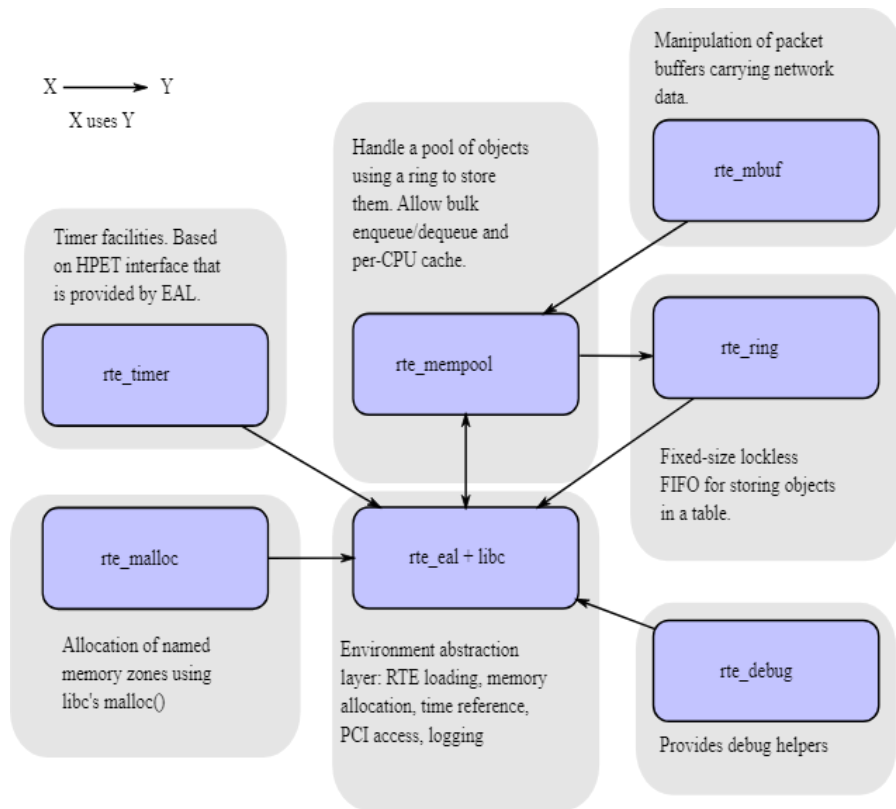 X Y
X uses Y
Manipulation of packet
buffers carrying network
data.
rte_mbuf
Handle a pool of objects
using a ring to store
them. Allow bulk
enqueue/dequeue and
per-CPU cache.
rte_mempool
Timer facilities. Based
on HPET interface that
is provided by EAL.
rte_timer
rte_ring
Fixed-size lockless
FIFO for storing objects
in a table.
rte_malloc
Allocation of named
memory zones using
libc's malloc()
rte_eal + libc
Environment abstraction
layer: RTE loading, memory
allocation, time reference,
PCI access, logging
rte_debug
Provides debug helpers